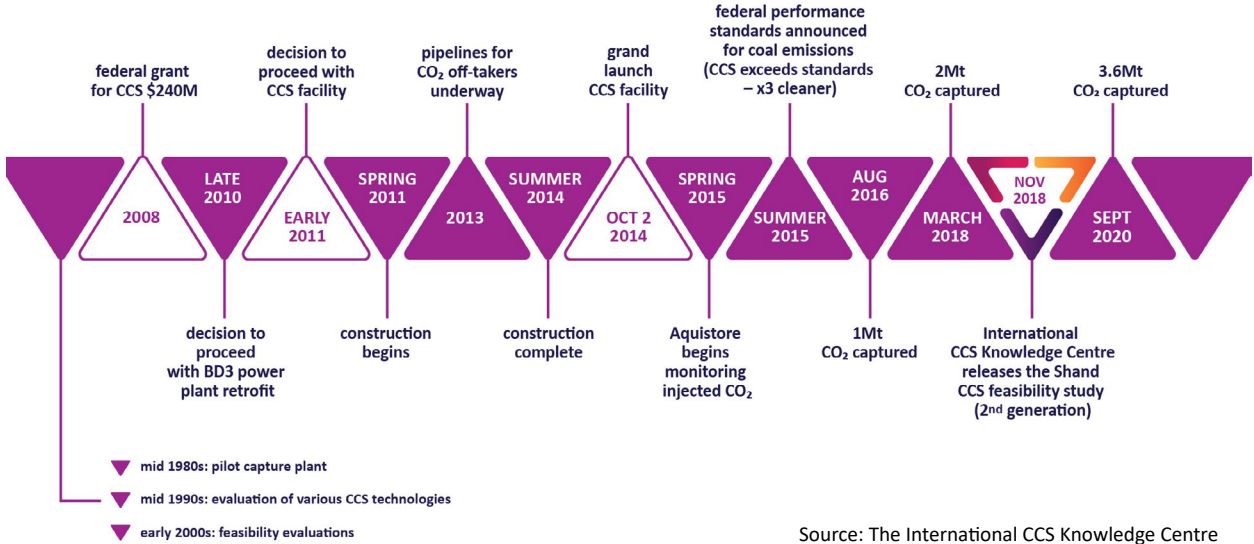 federal grant
for CCS $240M
decision to
proceed with
CCS facility
pipelines for
CO₂ off-takers
underway
grand
launch
CCS facility
federal performance
standards announced
for coal emissions
(CCS exceeds standards
– x3 cleaner)
2Mt
CO₂ captured
3.6Mt
CO₂ captured
2008
LATE
2010
EARLY
2011
SPRING
2011
2013
SUMMER
2014
OCT 2
2014
SPRING
2015
SUMMER
2015
AUG
2016
MARCH
2018
NOV
2018
SEPT
2020
decision to
proceed
with BD3 power
plant retrofit
construction
begins
construction
complete
Aquistore
begins
monitoring
injected CO₂
1Mt
CO₂ captured
International
CCS Knowledge Centre
releases the Shand
CCS feasibility study
(2nd generation)
mid 1980s: pilot capture plant
mid 1990s: evaluation of various CCS technologies
early 2000s: feasibility evaluations
Source: The International CCS Knowledge Centre